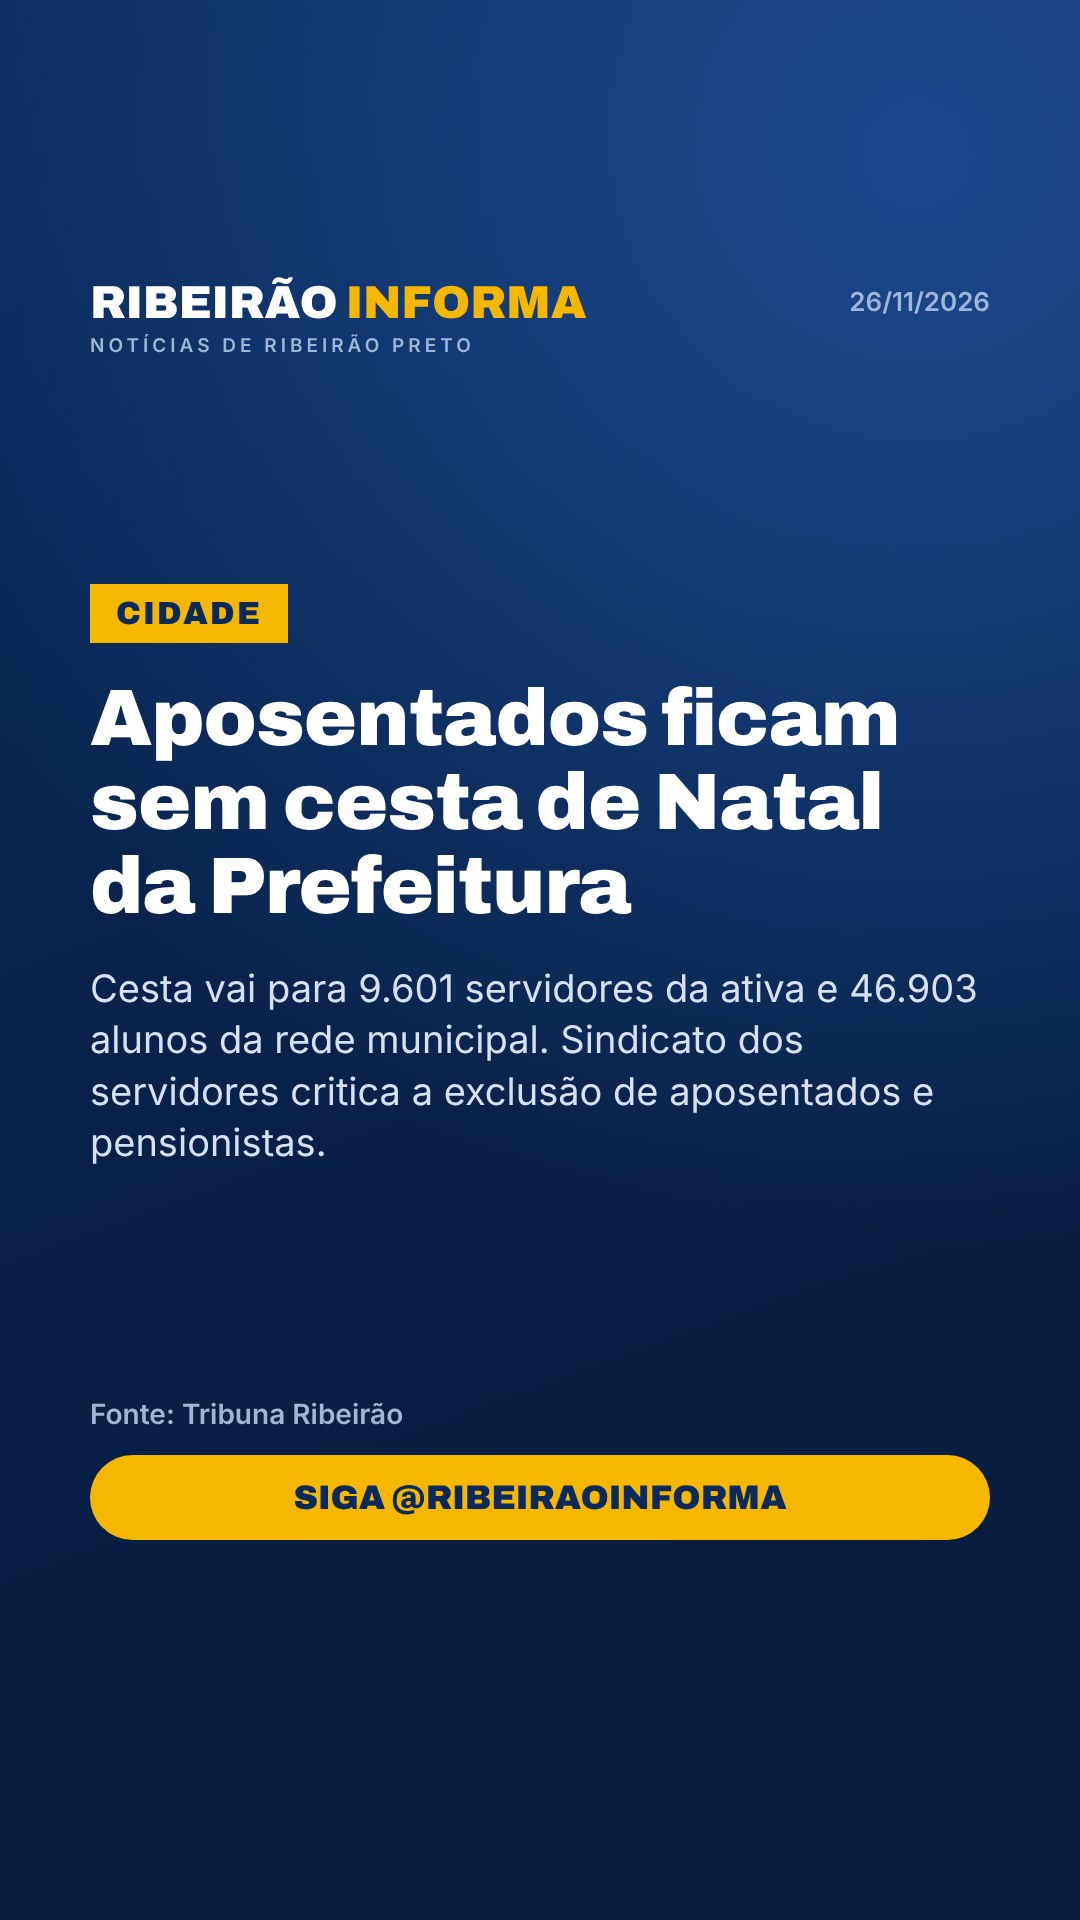 RIBEIRÃO INFORMA
26/11/2026
NOTÍCIAS DE RIBEIRÃO PRETO
CIDADE
Aposentados ficam
sem cesta de Natal
da Prefeitura
Cesta vai para 9.601 servidores da ativa e 46.903
alunos da rede municipal. Sindicato dos
servidores critica a exclusão de aposentados e
pensionistas.
Fonte: Tribuna Ribeirão
SIGA @RIBEIRAOINFORMA